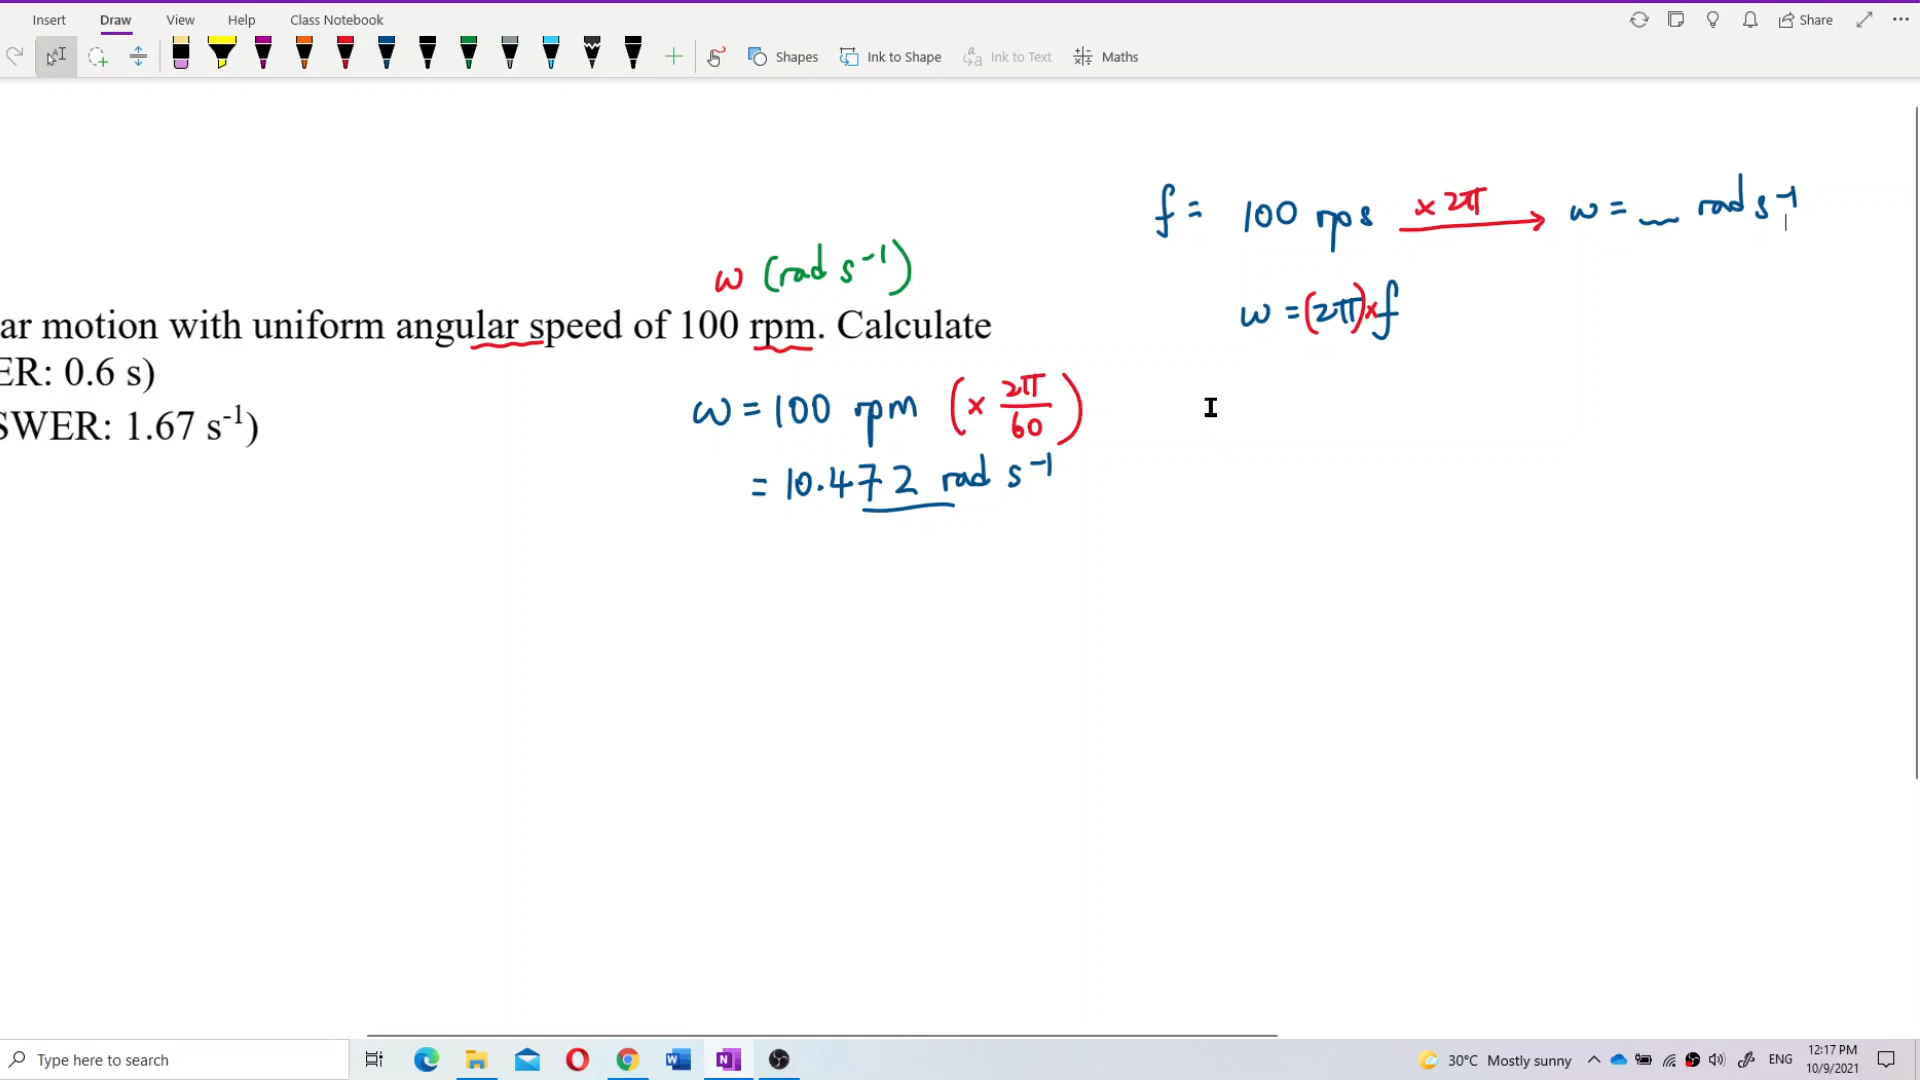 Insert Draw View Help Class Notebook Share
Shapes Ink to Shape Ink to Text Maths
f = 100 rps × 2π ω = __ rad s⁻¹
ω (rad s⁻¹)
ω = (2π) × f
ar motion with uniform angular speed of 100 rpm. Calculate
ER: 0.6 s)
SWER: 1.67 s⁻¹)
ω = 100 rpm (× 2π/60)
= 10.472 rad s⁻¹
Type here to search
30°C Mostly sunny ENG 12:17 PM
10/9/2021